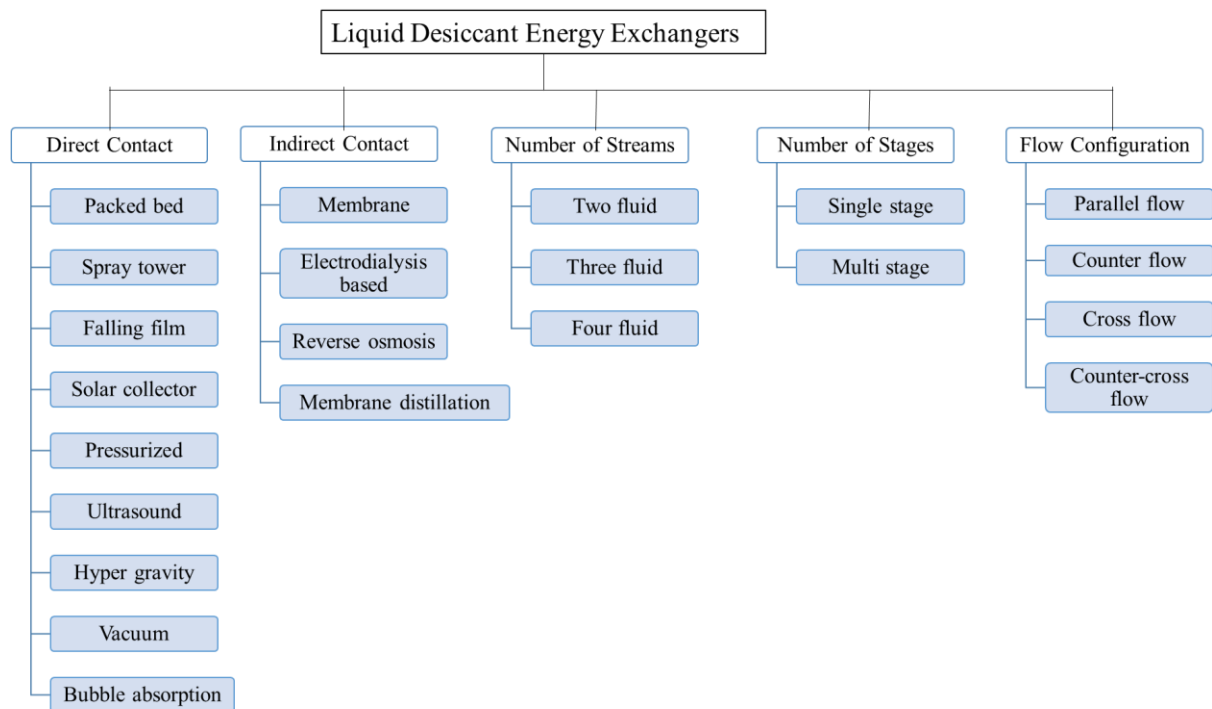 Liquid Desiccant Energy Exchangers
Direct Contact
Packed bed
Spray tower
Falling film
Solar collector
Pressurized
Ultrasound
Hyper gravity
Vacuum
Bubble absorption
Indirect Contact
Membrane
Electrodialysis
based
Reverse osmosis
Membrane distillation
Number of Streams
Two fluid
Three fluid
Four fluid
Number of Stages
Single stage
Multi stage
Flow Configuration
Parallel flow
Counter flow
Cross flow
Counter-cross
flow